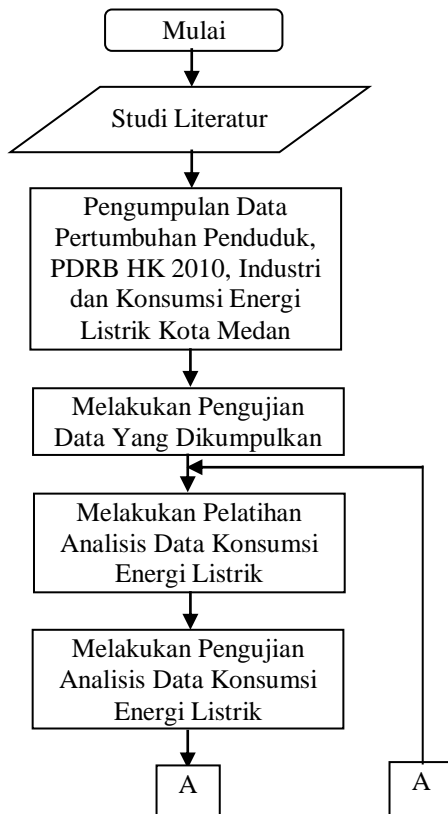 Mulai
Studi Literatur
Pengumpulan Data
Pertumbuhan Penduduk,
PDRB HK 2010, Industri
dan Konsumsi Energi
Listrik Kota Medan
Melakukan Pengujian
Data Yang Dikumpulkan
Melakukan Pelatihan
Analisis Data Konsumsi
Energi Listrik
Melakukan Pengujian
Analisis Data Konsumsi
Energi Listrik
A
A